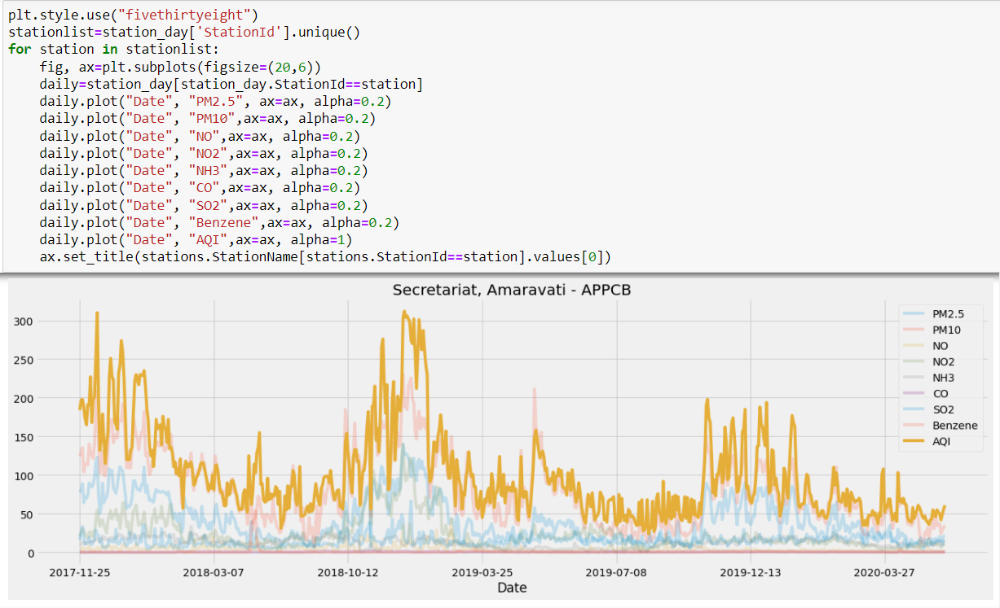 plt.style.use("fivethirtyeight")
stationlist=station_day['StationId'].unique()
for station in stationlist:
    fig, ax=plt.subplots(figsize=(20,6))
    daily=station_day[station_day.StationId==station]
    daily.plot("Date", "PM2.5", ax=ax, alpha=0.2)
    daily.plot("Date", "PM10",ax=ax, alpha=0.2)
    daily.plot("Date", "NO",ax=ax, alpha=0.2)
    daily.plot("Date", "NO2",ax=ax, alpha=0.2)
    daily.plot("Date", "NH3",ax=ax, alpha=0.2)
    daily.plot("Date", "CO",ax=ax, alpha=0.2)
    daily.plot("Date", "SO2",ax=ax, alpha=0.2)
    daily.plot("Date", "Benzene",ax=ax, alpha=0.2)
    daily.plot("Date", "AQI",ax=ax, alpha=1)
    ax.set_title(stations.StationName[stations.StationId==station].values[0])
Secretariat, Amaravati - APPCB
300
250
200
150
100
50
0
PM2.5
PM10
NO
NO2
NH3
CO
SO2
Benzene
AQI
2017-11-25 2018-03-07 2018-10-12 2019-03-25 2019-07-08 2019-12-13 2020-03-27
Date